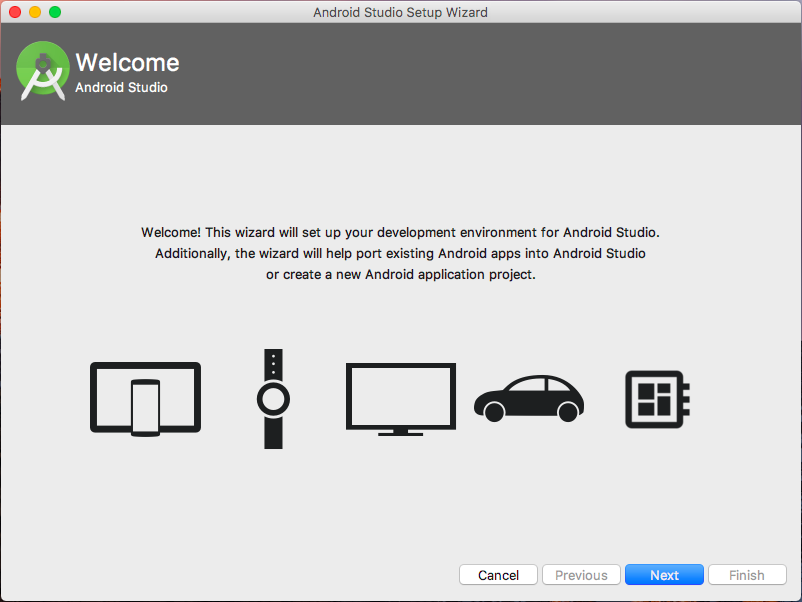 Android Studio Setup Wizard
Welcome
Android Studio
Welcome! This wizard will set up your development environment for Android Studio.
Additionally, the wizard will help port existing Android apps into Android Studio
or create a new Android application project.
Cancel Previous Next Finish